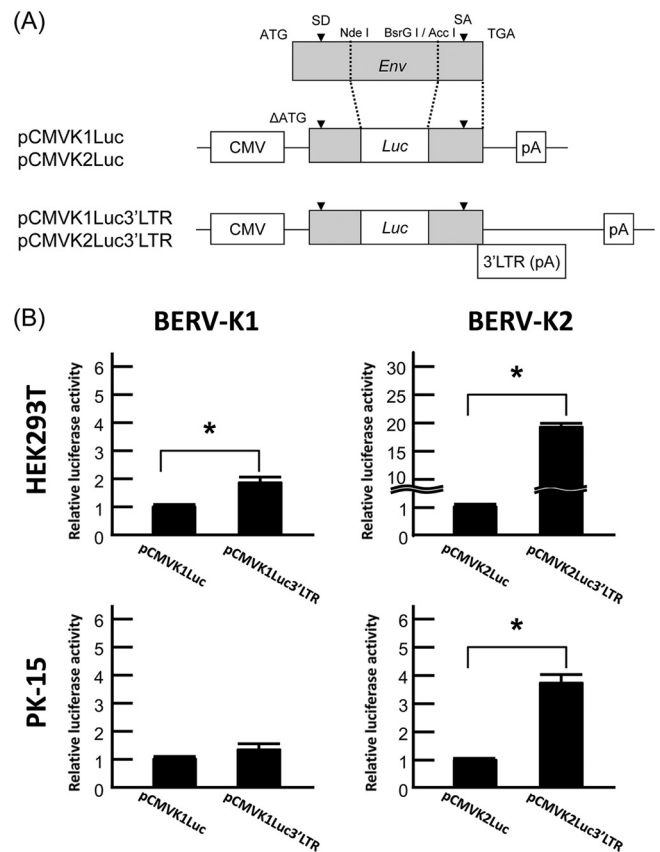 (A)
SD
SA
ATG
Nde I
BsrG I / Acc I
TGA
Env
ΔATG
pCMVK1Luc
pCMVK2Luc
CMV
Luc
pA
pCMVK1Luc3'LTR
pCMVK2Luc3'LTR
CMV
Luc
pA
3'LTR (pA)
(B)
BERV-K1
BERV-K2
HEK293T
Relative luciferase activity
6
5
4
3
2
1
0
*
pCMVK1Luc
pCMVK1Luc3'LTR
Relative luciferase activity
30
25
20
15
10
1
0
*
pCMVK2Luc
pCMVK2Luc3'LTR
PK-15
Relative luciferase activity
6
5
4
3
2
1
0
pCMVK1Luc
pCMVK1Luc3'LTR
Relative luciferase activity
6
5
4
3
2
1
0
*
pCMVK2Luc
pCMVK2Luc3'LTR